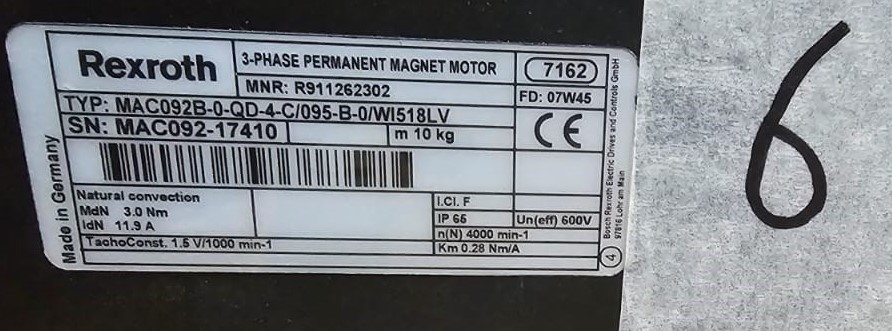 Rexroth
3-PHASE PERMANENT MAGNET MOTOR
7162
MNR: R911262302
FD: 07W45
TYP: MAC092B-0-QD-4-C/095-B-0/WI518LV
SN: MAC092-17410
m 10 kg
CE
Made in Germany
Natural convection
MdN 3.0 Nm
IdN 11.9 A
TachoConst. 1.5 V/1000 min-1
I.CI. F
IP 65
Un(eff) 600V
n(N) 4000 min-1
Km 0.28 Nm/A
Bosch Rexroth Electric Drives and Controls GmbH
97816 Lohr am Main
4
6